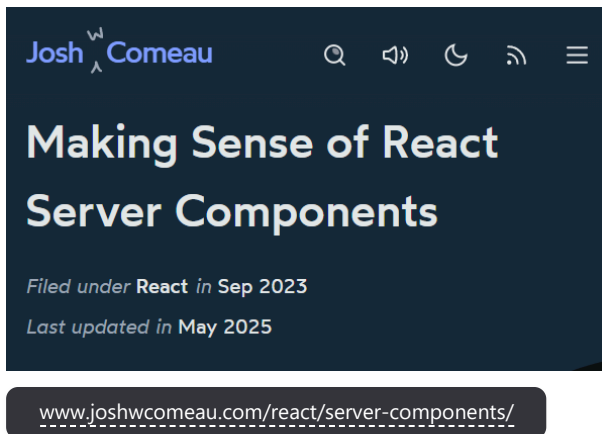 Josh W Comeau
Making Sense of React
Server Components
Filed under React in Sep 2023
Last updated in May 2025
www.joshwcomeau.com/react/server-components/